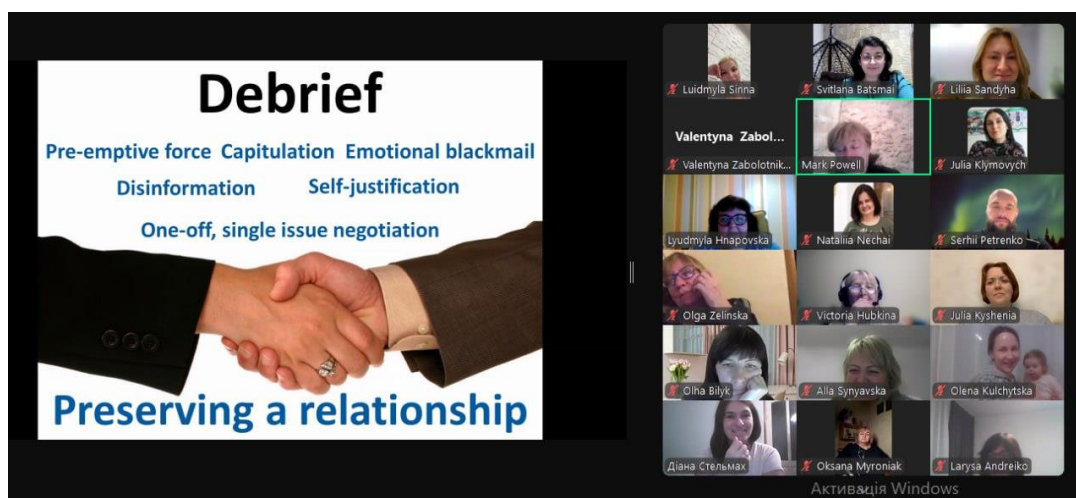 Debrief
Pre-emptive force Capitulation Emotional blackmail
Disinformation Self-justification
One-off, single issue negotiation
Preserving a relationship
Luidmyla Sinna
Svitlana Batsmai
Liliia Sandyha
Valentyna Zabol...
Valentyna Zabolotnik...
Mark Powell
Julia Klymovych
Lyudmyla Hnapovska
Nataliia Nechai
Serhii Petrenko
Olga Zelinska
Victoria Hubkina
Julia Kyshenia
Olha Bilyk
Alla Synyavska
Olena Kulchytska
Діана Стельмах
Oksana Myroniak
Larysa Andreiko
Активація Windows